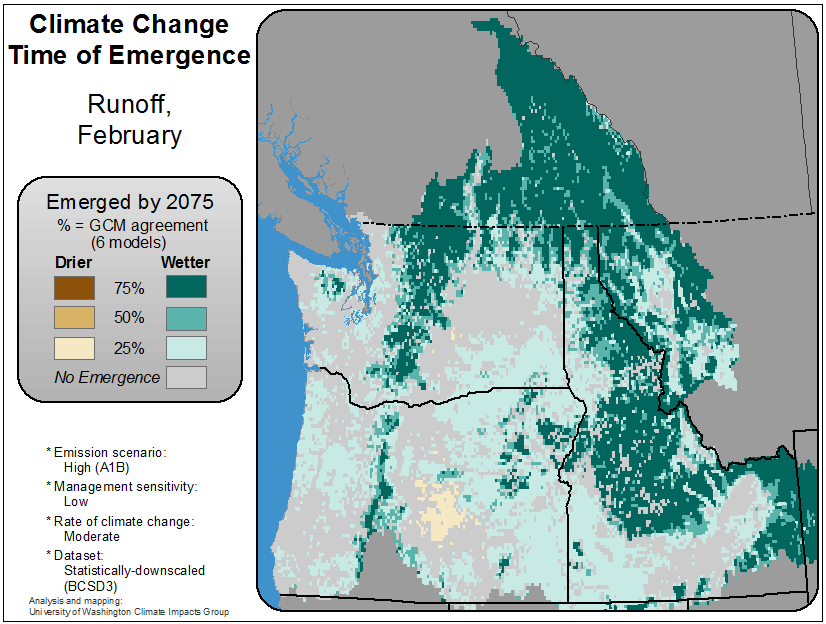 Climate Change
Time of Emergence
Runoff,
February
Emerged by 2075
% = GCM agreement
(6 models)
Drier Wetter
75%
50%
25%
No Emergence
* Emission scenario:
High (A1B)
* Management sensitivity:
Low
* Rate of climate change:
Moderate
* Dataset:
Statistically-downscaled
(BCSD3)
Analysis and mapping:
University of Washington Climate Impacts Group